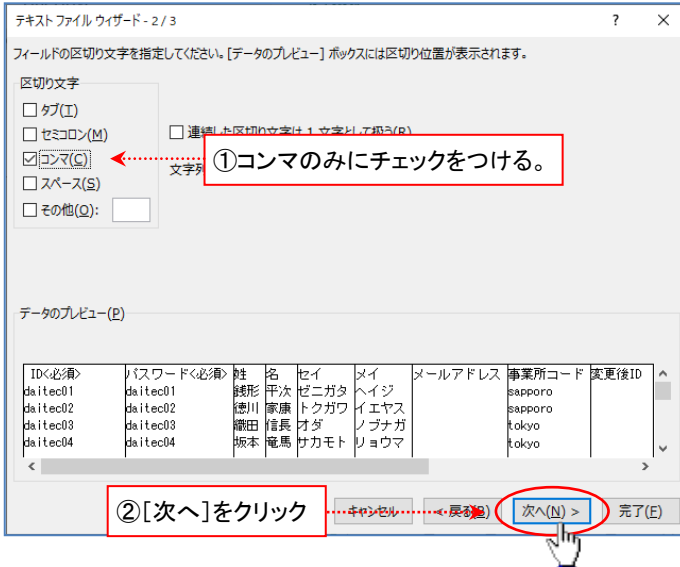 テキスト ファイル ウィザード - 2 / 3 ? ×
フィールドの区切り文字を指定してください。[データのプレビュー] ボックスには区切り位置が表示されます。
区切り文字
タブ(T)
セミコロン(M)
コンマ(C)
スペース(S)
その他(O):
連続した区切り文字は 1 文字として扱う(R)
文字列
①コンマのみにチェックをつける。
データのプレビュー(P)
ID<必須> パスワード<必須> 姓 名 セイ メイ メールアドレス 事業所コード 変更後ID
daitec01 daitec01 銭形 平次 ゼニガタ ヘイジ sapporo
daitec02 daitec02 徳川 家康 トクガワ イエヤス sapporo
daitec03 daitec03 織田 信長 オダ ノブナガ tokyo
daitec04 daitec04 坂本 竜馬 サカモト リョウマ tokyo
②[次へ]をクリック
キャンセル < 戻る(B) 次へ(N) > 完了(F)